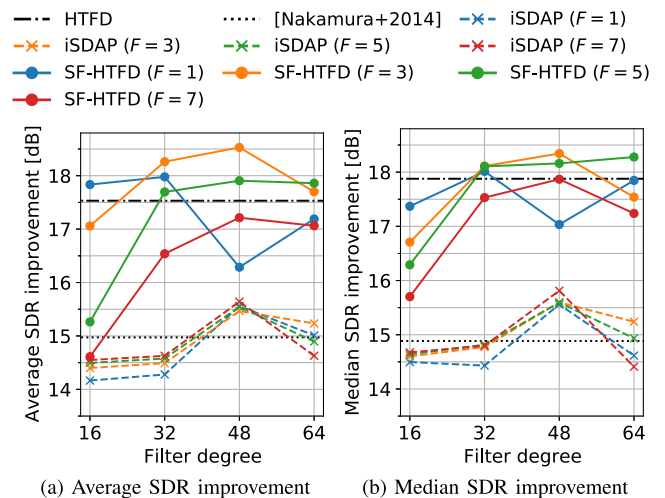 HTFD [Nakamura+2014] iSDAP (F = 1)
iSDAP (F = 3) iSDAP (F = 5) iSDAP (F = 7)
SF-HTFD (F = 1) SF-HTFD (F = 3) SF-HTFD (F = 5)
SF-HTFD (F = 7)
Average SDR improvement [dB]
18
17
16
15
14
16 32 48 64
Filter degree
(a) Average SDR improvement
Median SDR improvement [dB]
18
17
16
15
14
16 32 48 64
Filter degree
(b) Median SDR improvement